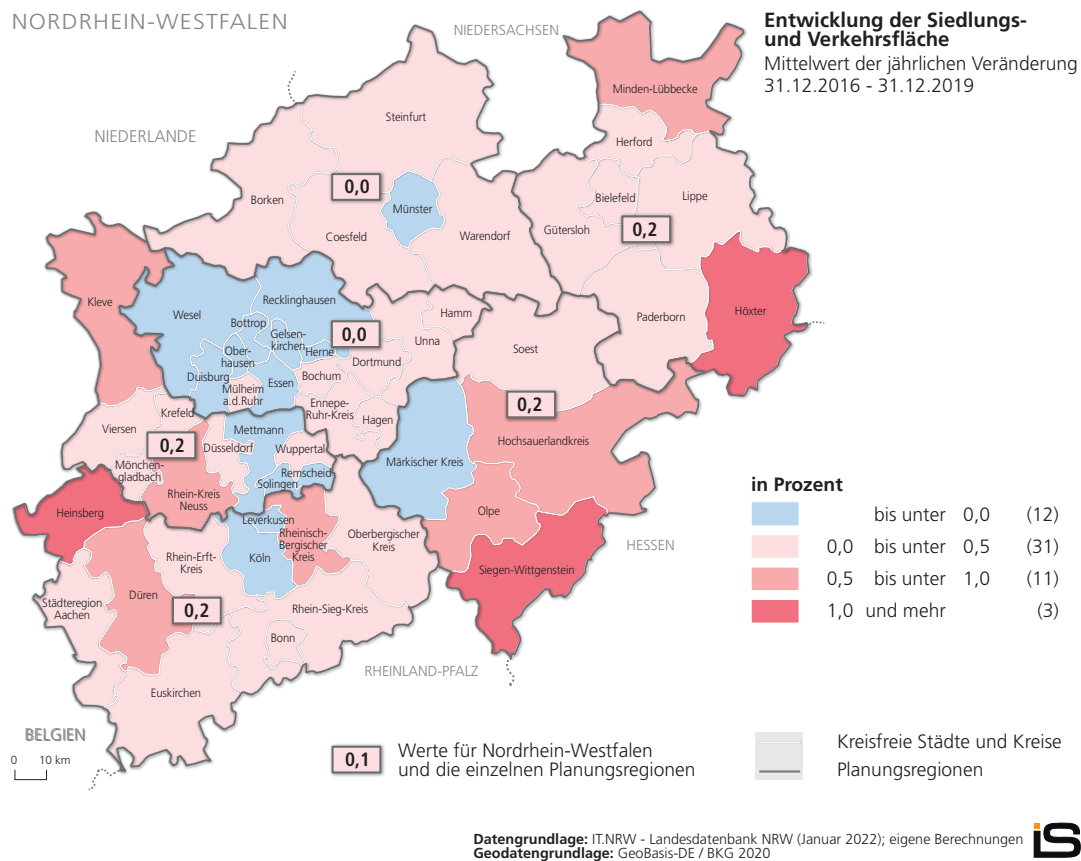 NORDRHEIN-WESTFALEN
NIEDERSACHSEN
Entwicklung der Siedlungs-
und Verkehrsfläche
Mittelwert der jährlichen Veränderung
31.12.2016 - 31.12.2019
NIEDERLANDE
Minden-Lübbecke
Steinfurt
Herford
Borken
0,0
Münster
Bielefeld
Lippe
Coesfeld
Warendorf
Gütersloh
0,2
Kleve
Wesel
Recklinghausen
Bottrop
Gelsen-
kirchen
Herne
0,0
Hamm
Unna
Paderborn
Höxter
Ober-
hausen
Dortmund
Soest
Duisburg
Essen
Bochum
Mülheim
a.d.Ruhr
Krefeld
Ennepe-
Ruhr-Kreis
Hagen
0,2
Viersen
0,2
Mettmann
Düsseldorf
Wuppertal
Hochsauerlandkreis
Mönchen-
gladbach
Remscheid
Solingen
Märkischer Kreis
Rhein-Kreis
Neuss
Heinsberg
Leverkusen
Rheinisch-
Bergischer
Kreis
Oberbergischer
Kreis
Olpe
Rhein-Erft-
Kreis
Köln
HESSEN
Siegen-Wittgenstein
Düren
Städteregion
Aachen
0,2
Rhein-Sieg-Kreis
Bonn
RHEINLAND-PFALZ
Euskirchen
BELGIEN
0 10 km
in Prozent
bis unter 0,0 (12)
0,0 bis unter 0,5 (31)
0,5 bis unter 1,0 (11)
1,0 und mehr (3)
0,1 Werte für Nordrhein-Westfalen
und die einzelnen Planungsregionen
Kreisfreie Städte und Kreise
Planungsregionen
Datengrundlage: IT.NRW - Landesdatenbank NRW (Januar 2022); eigene Berechnungen
Geodatengrundlage: GeoBasis-DE / BKG 2020
iS